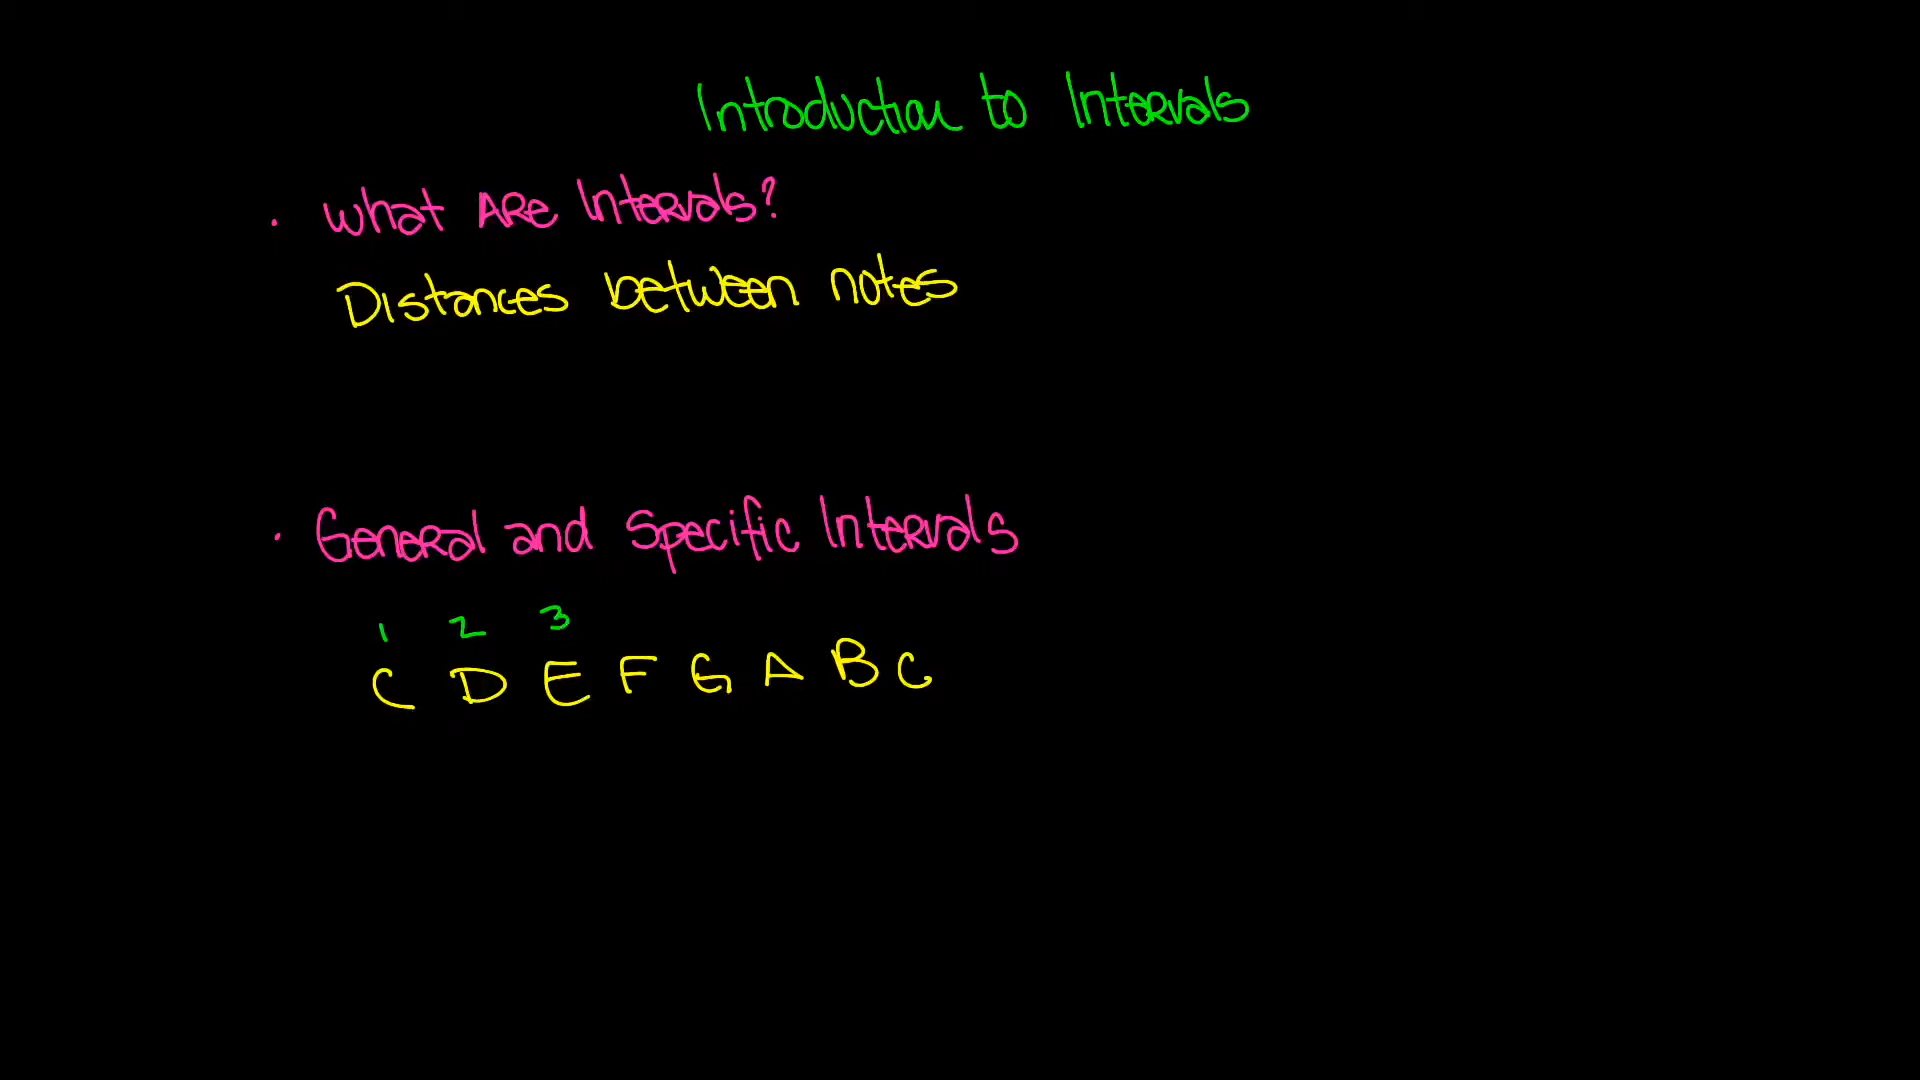 Introduction to Intervals
· What Are Intervals?
Distances between notes
· General and Specific Intervals
1 2 3
C D E F G A B C